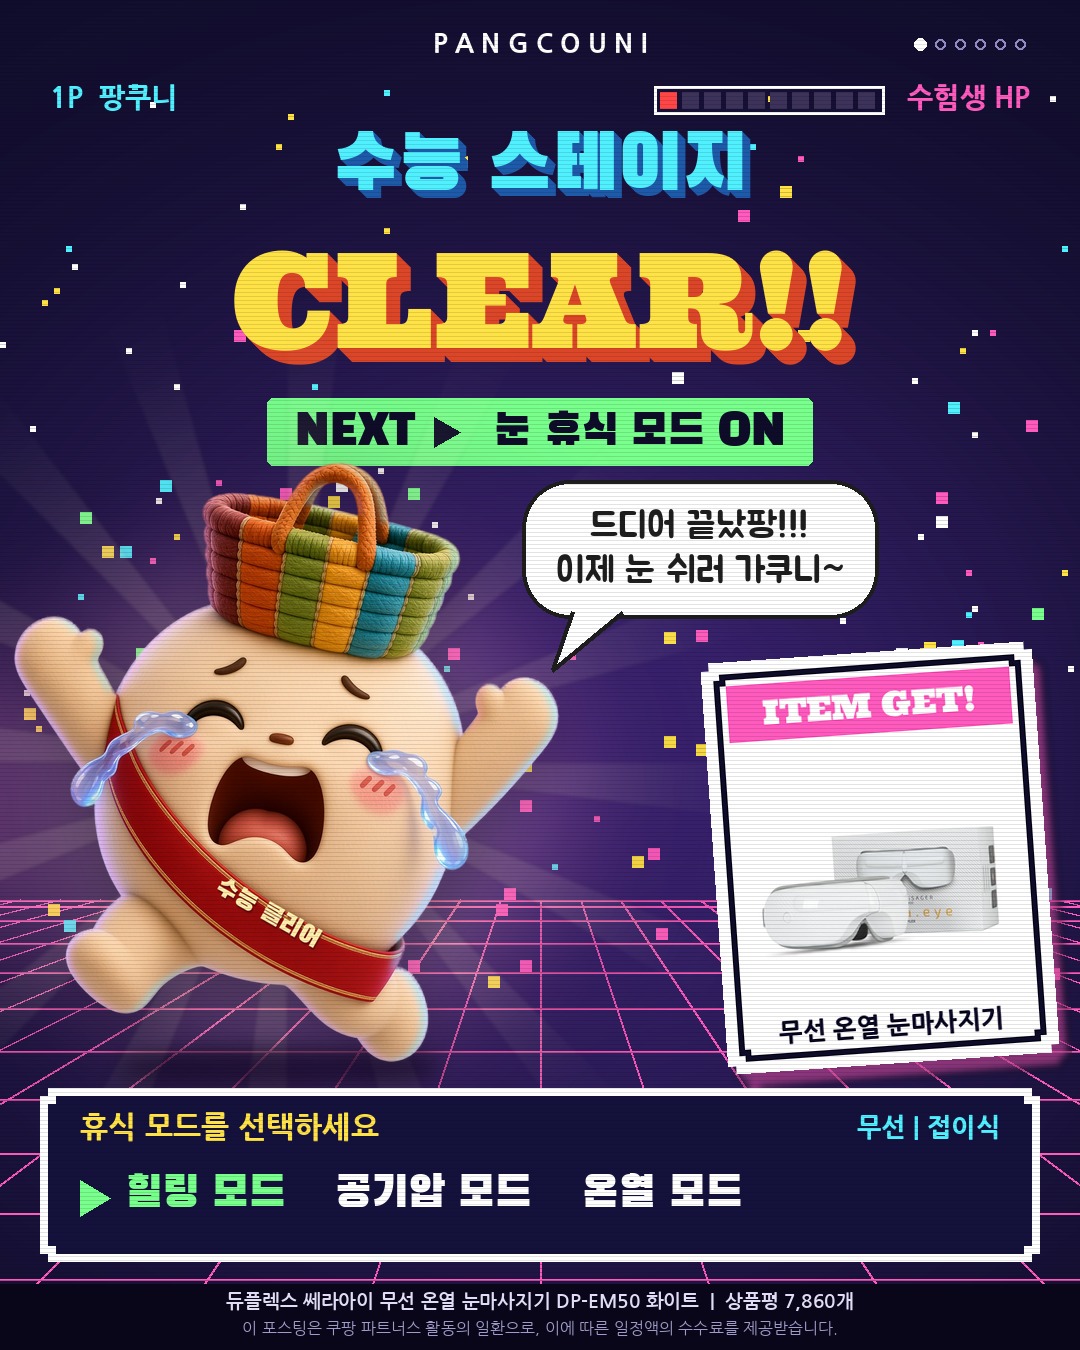 PANGCOUNI
1P 팡쿠니
수험생 HP
수능 스테이지
CLEAR!!
NEXT ▶ 눈 휴식 모드 ON
드디어 끝났팡!!!
이제 눈 쉬러 가쿠니~
수능 클리어
ITEM GET!
.eye
무선 온열 눈마사지기
휴식 모드를 선택하세요
무선 | 접이식
▶ 힐링 모드 공기압 모드 온열 모드
듀플렉스 쎄라아이 무선 온열 눈마사지기 DP-EM50 화이트 | 상품평 7,860개
이 포스팅은 쿠팡 파트너스 활동의 일환으로, 이에 따른 일정액의 수수료를 제공받습니다.